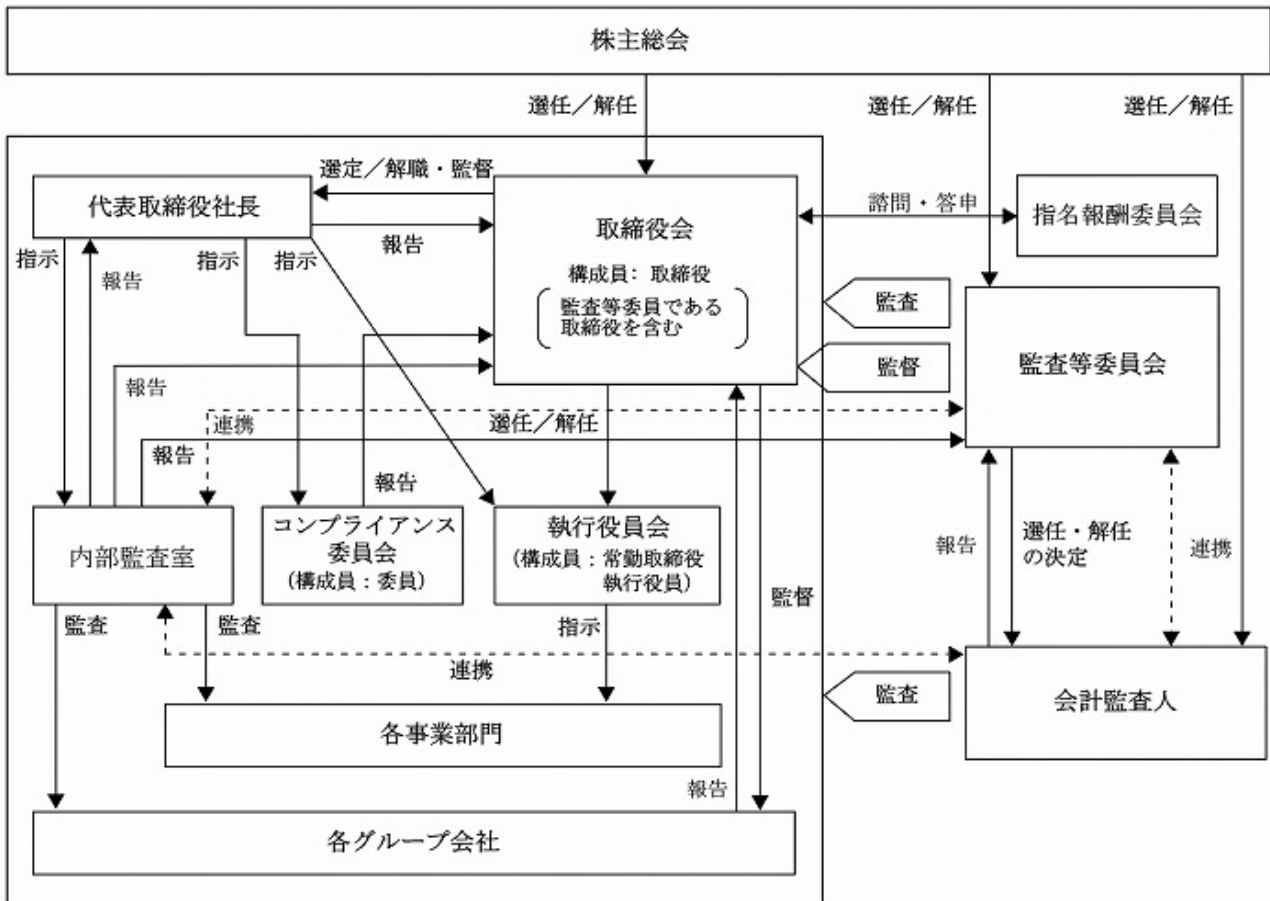 株主総会
選任／解任
選任／解任
選任／解任
選定／解職・監督
代表取締役社長
取締役会
構成員：取締役
監査等委員である
取締役を含む
諮問・答申
指名報酬委員会
報告
指示
報告
指示
指示
監査
監督
監査等委員会
報告
連携
選任／解任
報告
報告
内部監査室
コンプライアンス
委員会
(構成員：委員)
執行役員会
(構成員：常勤取締役
執行役員)
報告
選任・解任
の決定
連携
監査
監査
指示
監督
連携
監査
会計監査人
各事業部門
報告
各グループ会社